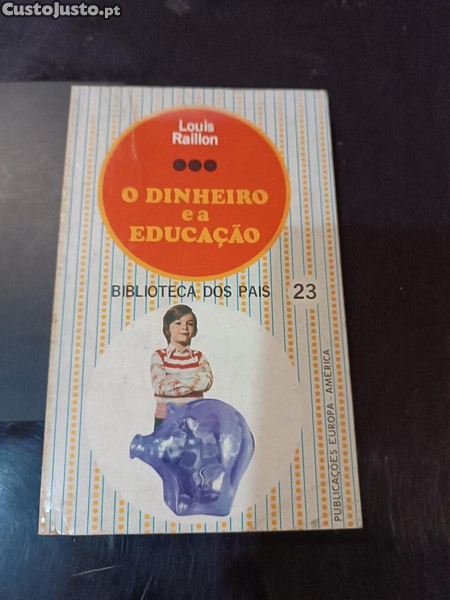 CustoJusto.pt
Louis
Raillon
O DINHEIRO
e a
EDUCAÇÃO
BIBLIOTECA DOS PAIS 23
PUBLICAÇÕES EUROPA-AMÉRICA